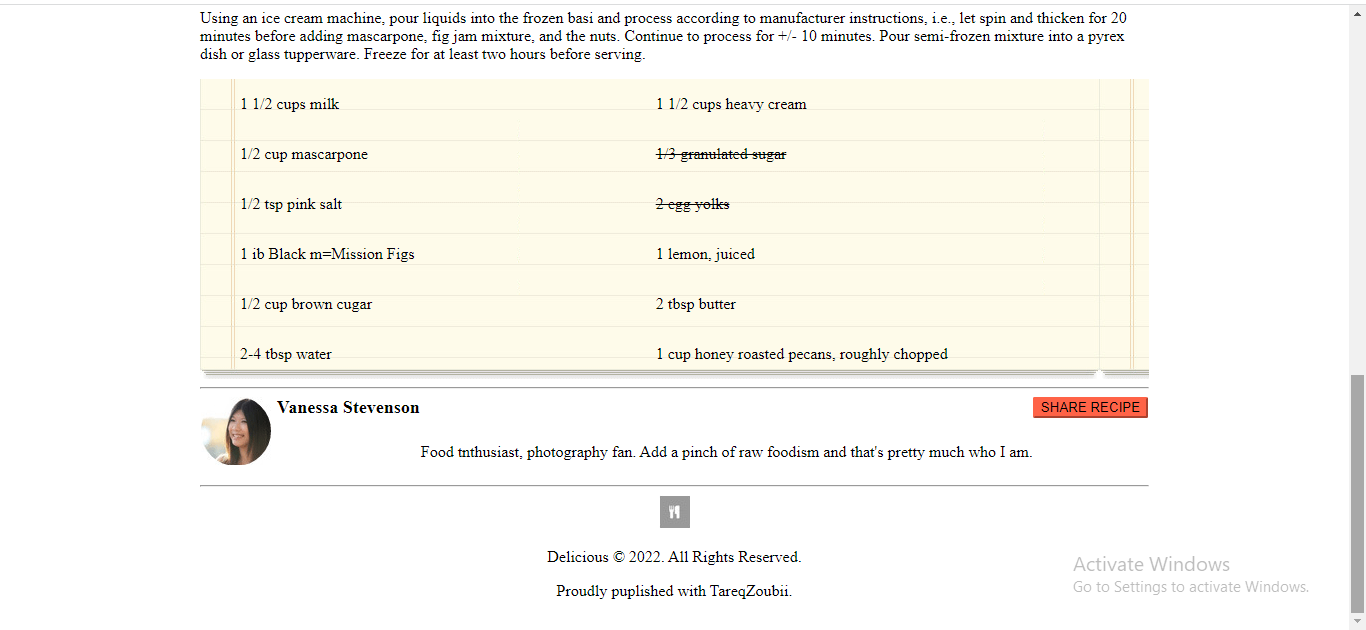 Using an ice cream machine, pour liquids into the frozen basi and process according to manufacturer instructions, i.e., let spin and thicken for 20
minutes before adding mascarpone, fig jam mixture, and the nuts. Continue to process for +/- 10 minutes. Pour semi-frozen mixture into a pyrex
dish or glass tupperware. Freeze for at least two hours before serving.
1 1/2 cups milk
1 1/2 cups heavy cream
1/2 cup mascarpone
1/3 granulated sugar
1/2 tsp pink salt
2 egg yolks
1 ib Black m=Mission Figs
1 lemon, juiced
1/2 cup brown cugar
2 tbsp butter
2-4 tbsp water
1 cup honey roasted pecans, roughly chopped
Vanessa Stevenson
SHARE RECIPE
Food tnthusiast, photography fan. Add a pinch of raw foodism and that's pretty much who I am.
Delicious © 2022. All Rights Reserved.
Proudly puplished with TareqZoubii.
Activate Windows
Go to Settings to activate Windows.